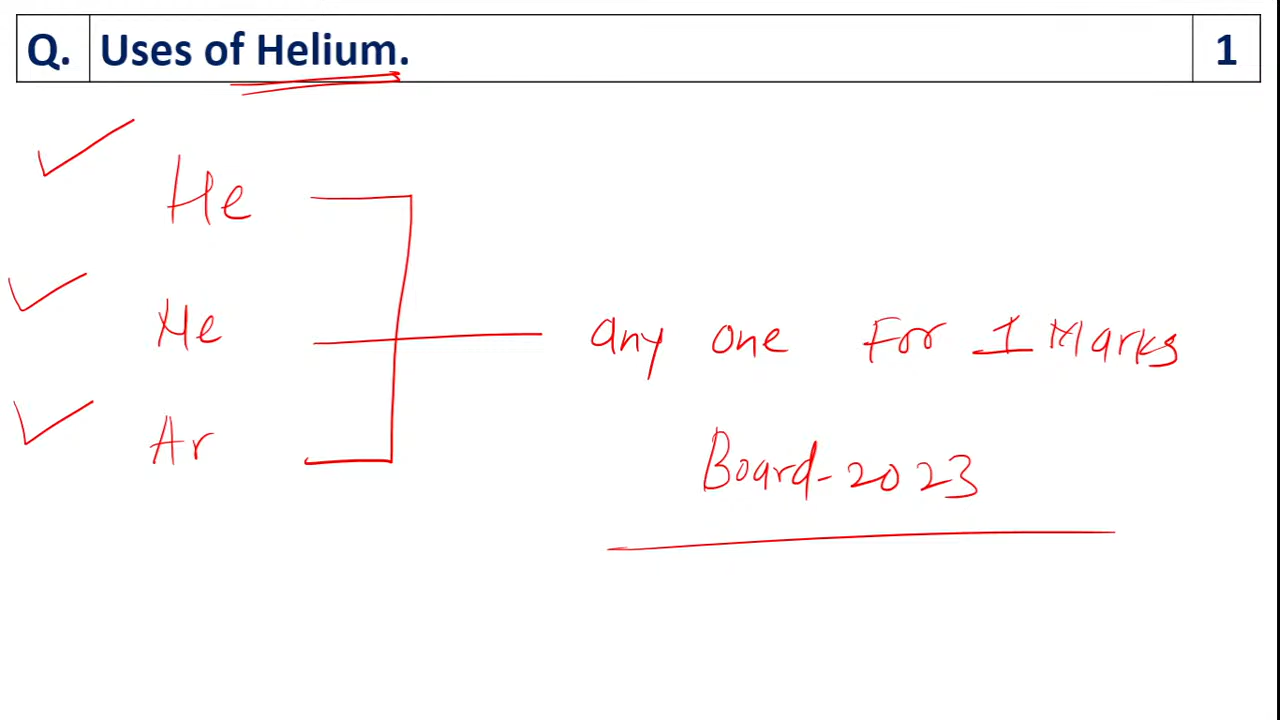 Q. Uses of Helium. 1
He
He
Ar
any one For 1 Marks
Board-2023